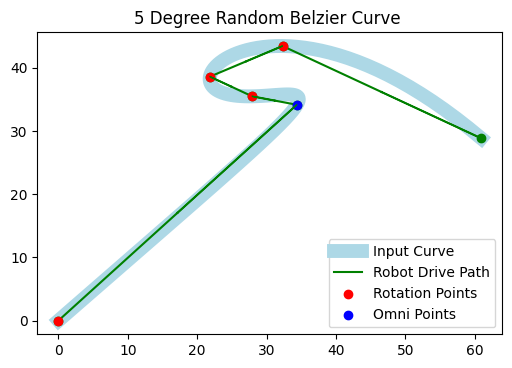 5 Degree Random Belzier Curve
40
30
20
10
0
0 10 20 30 40 50 60
Input Curve
Robot Drive Path
Rotation Points
Omni Points